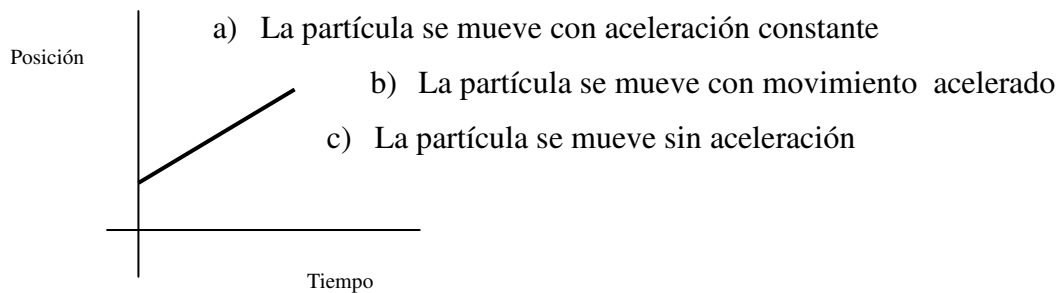 a) La partícula se mueve con aceleración constante
Posición
b) La partícula se mueve con movimiento acelerado
c) La partícula se mueve sin aceleración
Tiempo